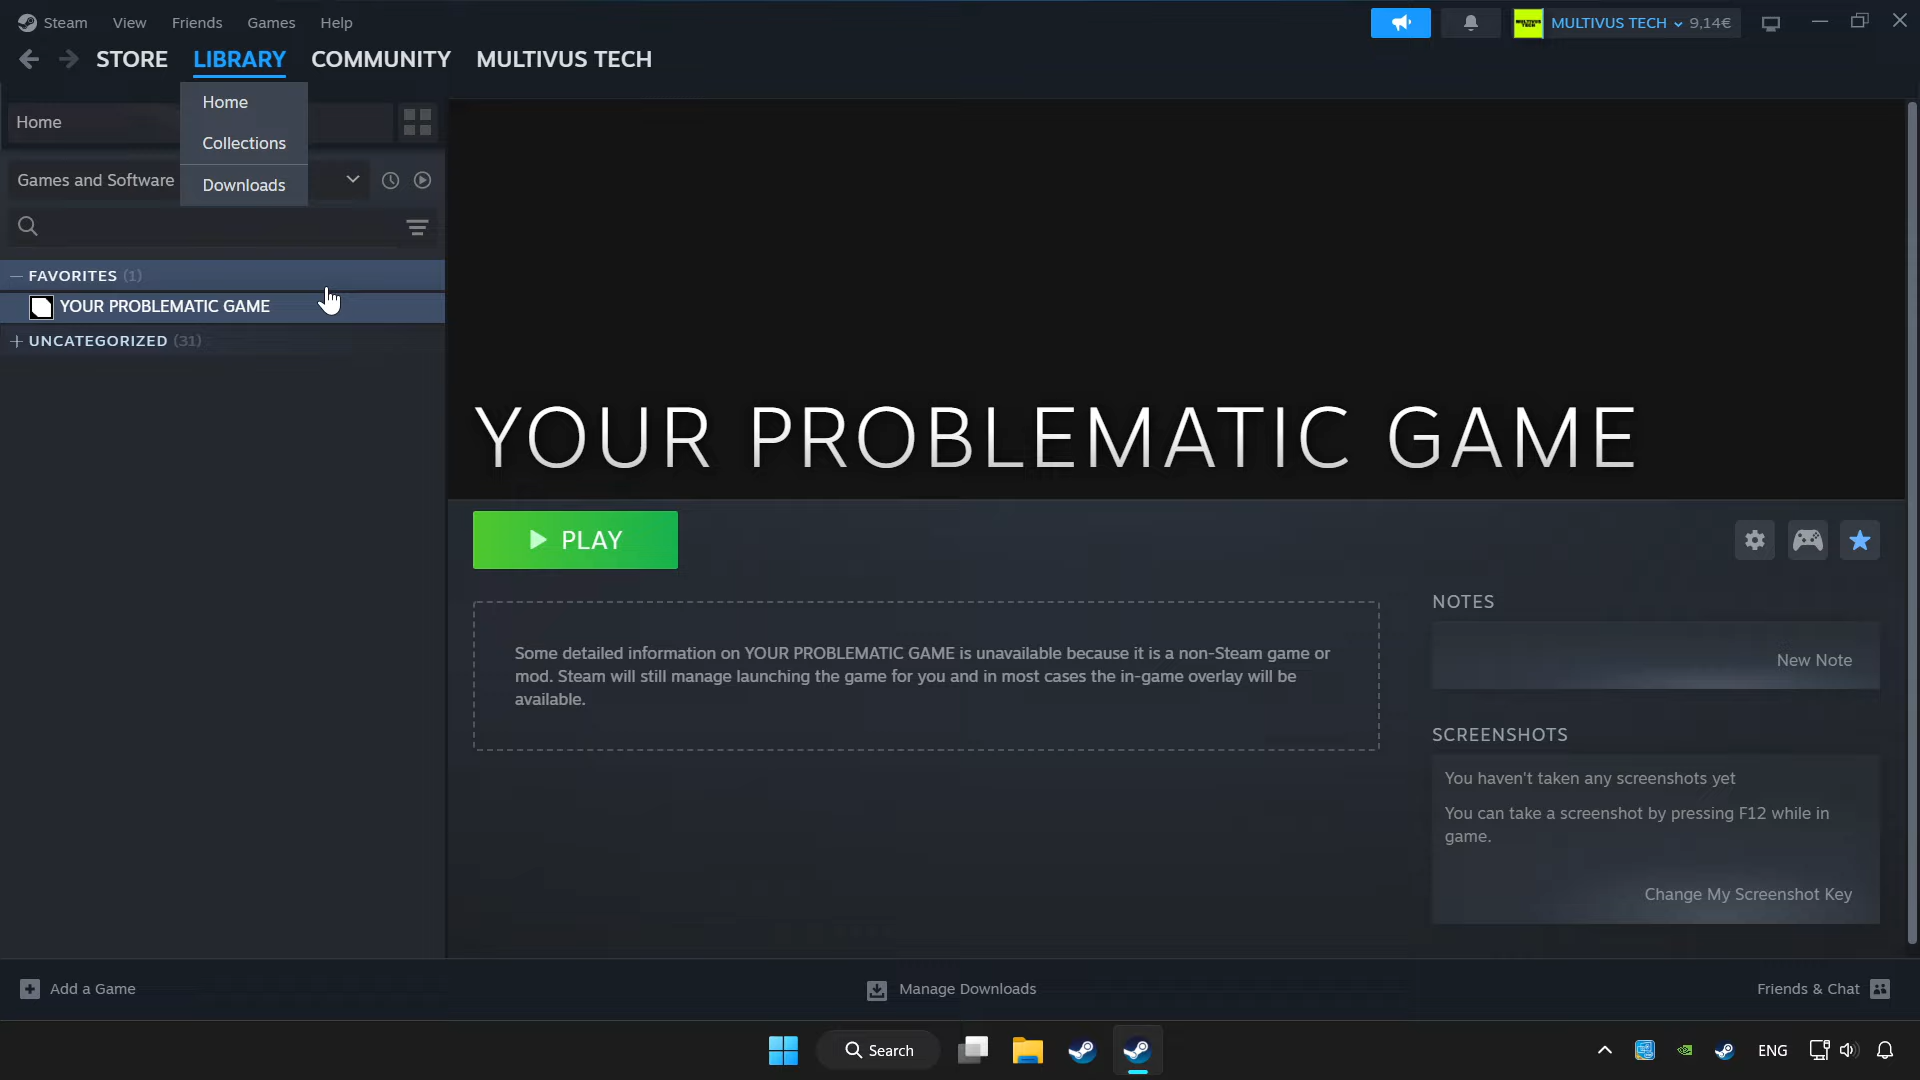 Steam View Friends Games Help
MULTIVUS TECH 9,14€
STORE LIBRARY COMMUNITY MULTIVUS TECH
Home
Collections
Downloads
Home
Games and Software
FAVORITES (1)
YOUR PROBLEMATIC GAME
UNCATEGORIZED (31)
YOUR PROBLEMATIC GAME
PLAY
Some detailed information on YOUR PROBLEMATIC GAME is unavailable because it is a non-Steam game or
mod. Steam will still manage launching the game for you and in most cases the in-game overlay will be
available.
NOTES
New Note
SCREENSHOTS
You haven't taken any screenshots yet
You can take a screenshot by pressing F12 while in
game.
Change My Screenshot Key
Add a Game
Manage Downloads
Friends & Chat
Search
ENG